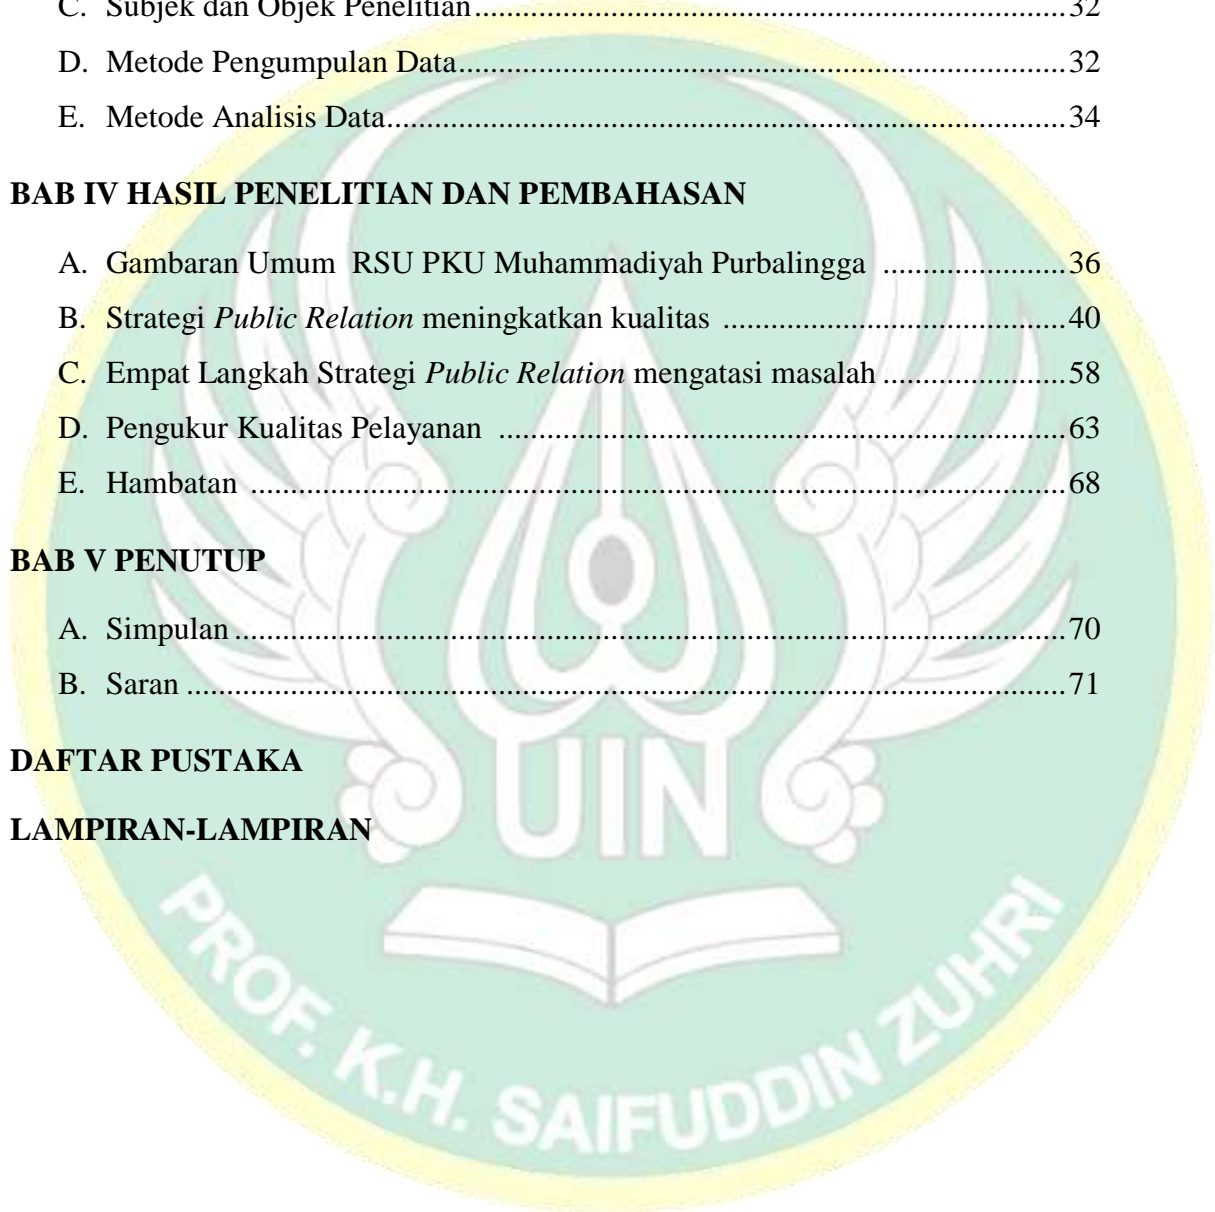 C. Subjek dan Objek Penelitian........................................................................32
D. Metode Pengumpulan Data..........................................................................32
E. Metode Analisis Data...................................................................................34
BAB IV HASIL PENELITIAN DAN PEMBAHASAN
A. Gambaran Umum  RSU PKU Muhammadiyah Purbalingga ......................36
B. Strategi Public Relation meningkatkan kualitas ..........................................40
C. Empat Langkah Strategi Public Relation mengatasi masalah ......................58
D. Pengukur Kualitas Pelayanan .....................................................................63
E. Hambatan ....................................................................................................68
BAB V PENUTUP
A. Simpulan .....................................................................................................70
B. Saran ...........................................................................................................71
DAFTAR PUSTAKA
LAMPIRAN-LAMPIRAN
UIN
PROF. K.H. SAIFUDDIN ZUHRI